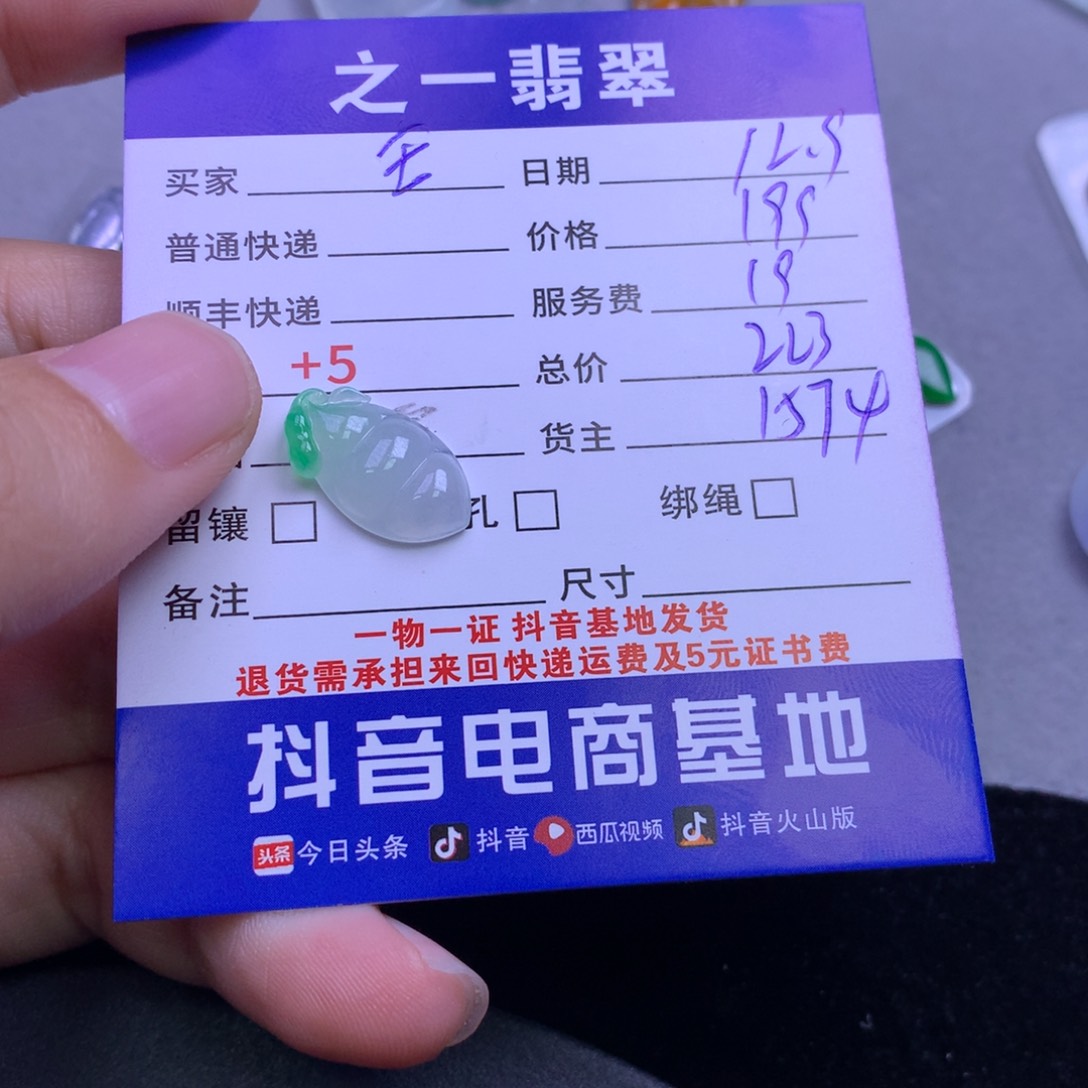 之一翡翠
买家 日期 12.5
普通快递 价格 199
顺丰快递 服务费 19
+5 总价 223
货主 1574
留镶 孔 绑绳
备注 尺寸
一物一证 抖音基地发货
退货需承担来回快递运费及5元证书费
抖音电商基地
头条 今日头条 抖音 西瓜视频 抖音火山版